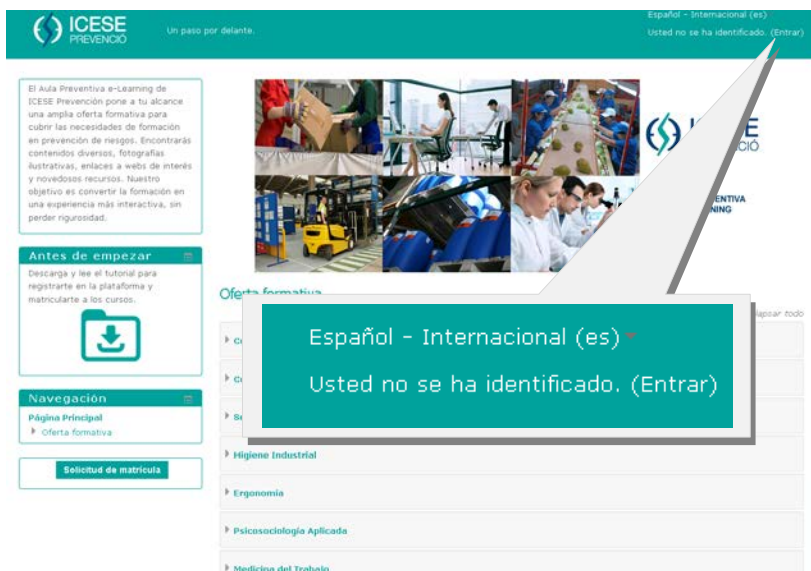 ICESE
PREVENCIÓ
Un paso por delante.
Español - Internacional (es)
Usted no se ha identificado. (Entrar)
El Aula Preventiva e-Learning de
ICESE Prevención pone a tu alcance
una amplia oferta formativa para
cubrir las necesidades de formación
en prevención de riesgos. Encontrarás
contenidos diversos, fotografías
ilustrativas, enlaces a webs de interés
y novedosos recursos. Nuestro
objetivo es convertir la formación en
una experiencia más interactiva, sin
perder rigurosidad.
Antes de empezar
Descarga y lee el tutorial para
registrarte en la plataforma y
matricularte a los cursos.
Navegación
Página Principal
Oferta formativa
Solicitud de matrícula
Oferta formativa
todo
Español - Internacional (es)
Usted no se ha identificado. (Entrar)
Higiene Industrial
Ergonomía
Psicosociología Aplicada
Medicina del Trabajo